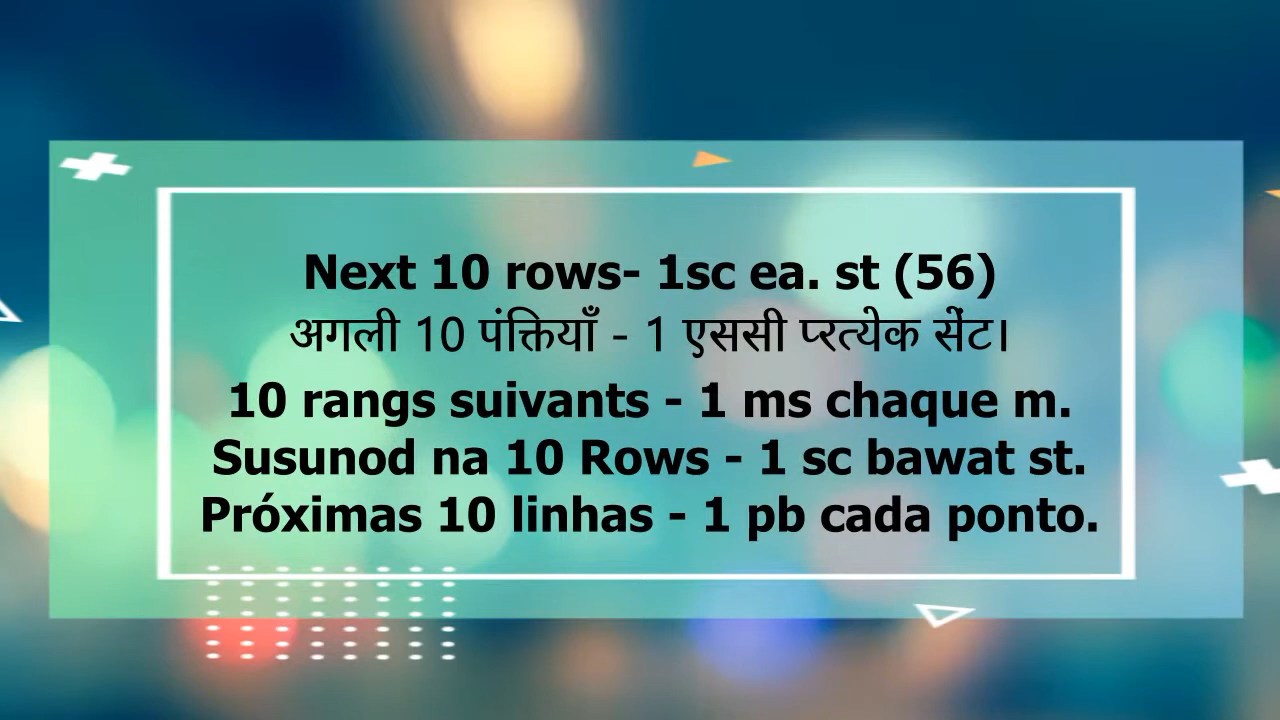 Next 10 rows- 1sc ea. st (56)
अगली 10 पंक्तियाँ - 1 एससी प्रत्येक सेंट।
10 rangs suivants - 1 ms chaque m.
Susunod na 10 Rows - 1 sc bawat st.
Próximas 10 linhas - 1 pb cada ponto.